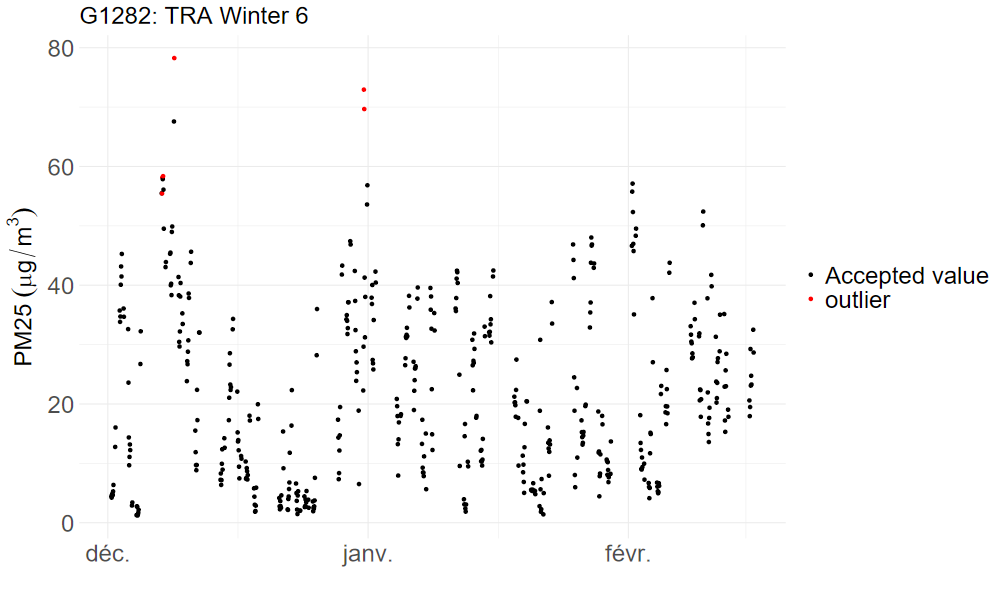 G1282: TRA Winter 6
80
60
40
20
0
PM25 (μg/m³)
déc.
janv.
févr.
Accepted value
outlier